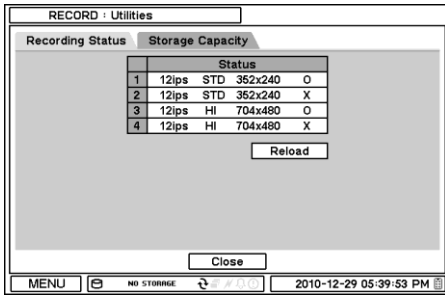 RECORD : Utilities
Recording Status Storage Capacity
Status
1 12ips STD 352x240 O
2 12ips STD 352x240 X
3 12ips HI 704x480 O
4 12ips HI 704x480 X
Reload
Close
MENU NO STORAGE 2010-12-29 05:39:53 PM